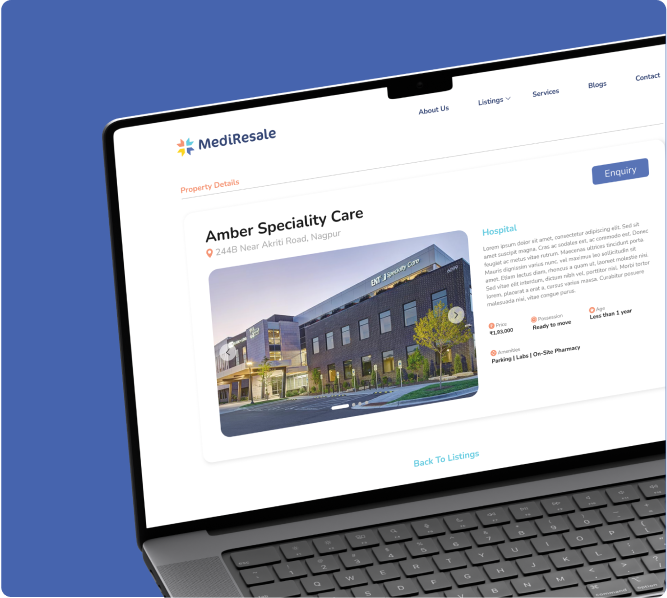 About Us
Listings
Services
Blogs
Contact
MediResale
Property Details
Enquiry
Amber Speciality Care
244B Near Akriti Road, Nagpur
Hospital
Lorem ipsum dolor sit amet, consectetur adipiscing elit. Sed ut
amet suscipit magna. Cras ac sodales est, ac commodo est. Donec
feugiat ac metus vitae rutrum. Maecenas ultrices tincidunt porta.
Mauris dignissim varius nunc, vel maximus elit sollicitudin sit
amet. Etiam lectus diam, rhoncus a quam at, laoreet molestie nisl.
Sed vitae elit interdum, dictum nibh vel, porttitor nisi. Morbi tortor
lorem, placerat a erat a, cursus varius massa. Curabitur posuere
malesuada nisi, vitae congue purus.
Price
₹1,93,000
Possession
Ready to move
Age
Less than 1 year
Amenities
Parking | Labs | On-Site Pharmacy
ENT Specialty Care
Back To Listings
Q W E R T Y U I O P
S D F G H J K L